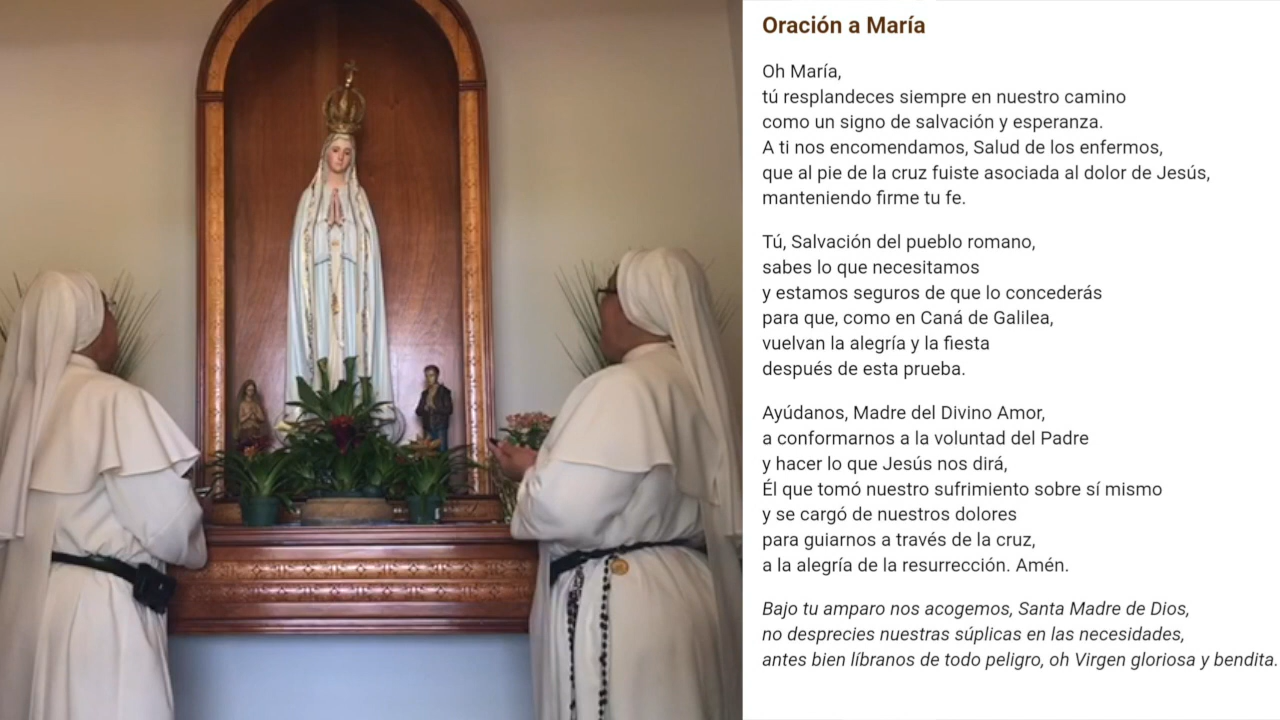 Oración a María
Oh María,
tú resplandeces siempre en nuestro camino
como un signo de salvación y esperanza.
A ti nos encomendamos, Salud de los enfermos,
que al pie de la cruz fuiste asociada al dolor de Jesús,
manteniendo firme tu fe.
Tú, Salvación del pueblo romano,
sabes lo que necesitamos
y estamos seguros de que lo concederás
para que, como en Caná de Galilea,
vuelvan la alegría y la fiesta
después de esta prueba.
Ayúdanos, Madre del Divino Amor,
a conformarnos a la voluntad del Padre
y hacer lo que Jesús nos dirá,
Él que tomó nuestro sufrimiento sobre sí mismo
y se cargó de nuestros dolores
para guiarnos a través de la cruz,
a la alegría de la resurrección. Amén.
Bajo tu amparo nos acogemos, Santa Madre de Dios,
no desprecies nuestras súplicas en las necesidades,
antes bien líbranos de todo peligro, oh Virgen gloriosa y bendita.